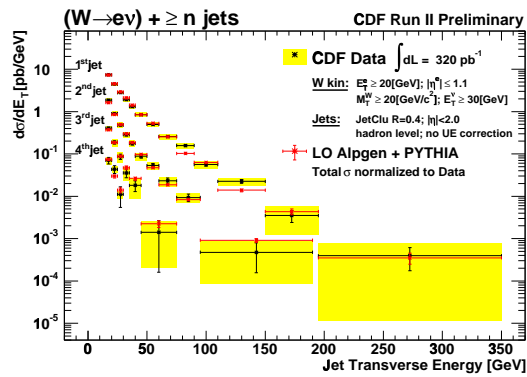 (W→eν) + ≥ n jets CDF Run II Preliminary
dσ/dE_T [pb/GeV]
10
1
10^-1
10^-2
10^-3
10^-4
10^-5
1st jet
2nd jet
3rd jet
4th jet
CDF Data ∫dL = 320 pb^-1
W kin: E_T^e ≥ 20[GeV]; |η^e| ≤ 1.1
M_T^W ≥ 20[GeV/c^2]; E_T^ν ≥ 30[GeV]
Jets: JetClu R=0.4; |η|<2.0
hadron level; no UE correction
LO Alpgen + PYTHIA
Total σ normalized to Data
0 50 100 150 200 250 300 350
Jet Transverse Energy [GeV]